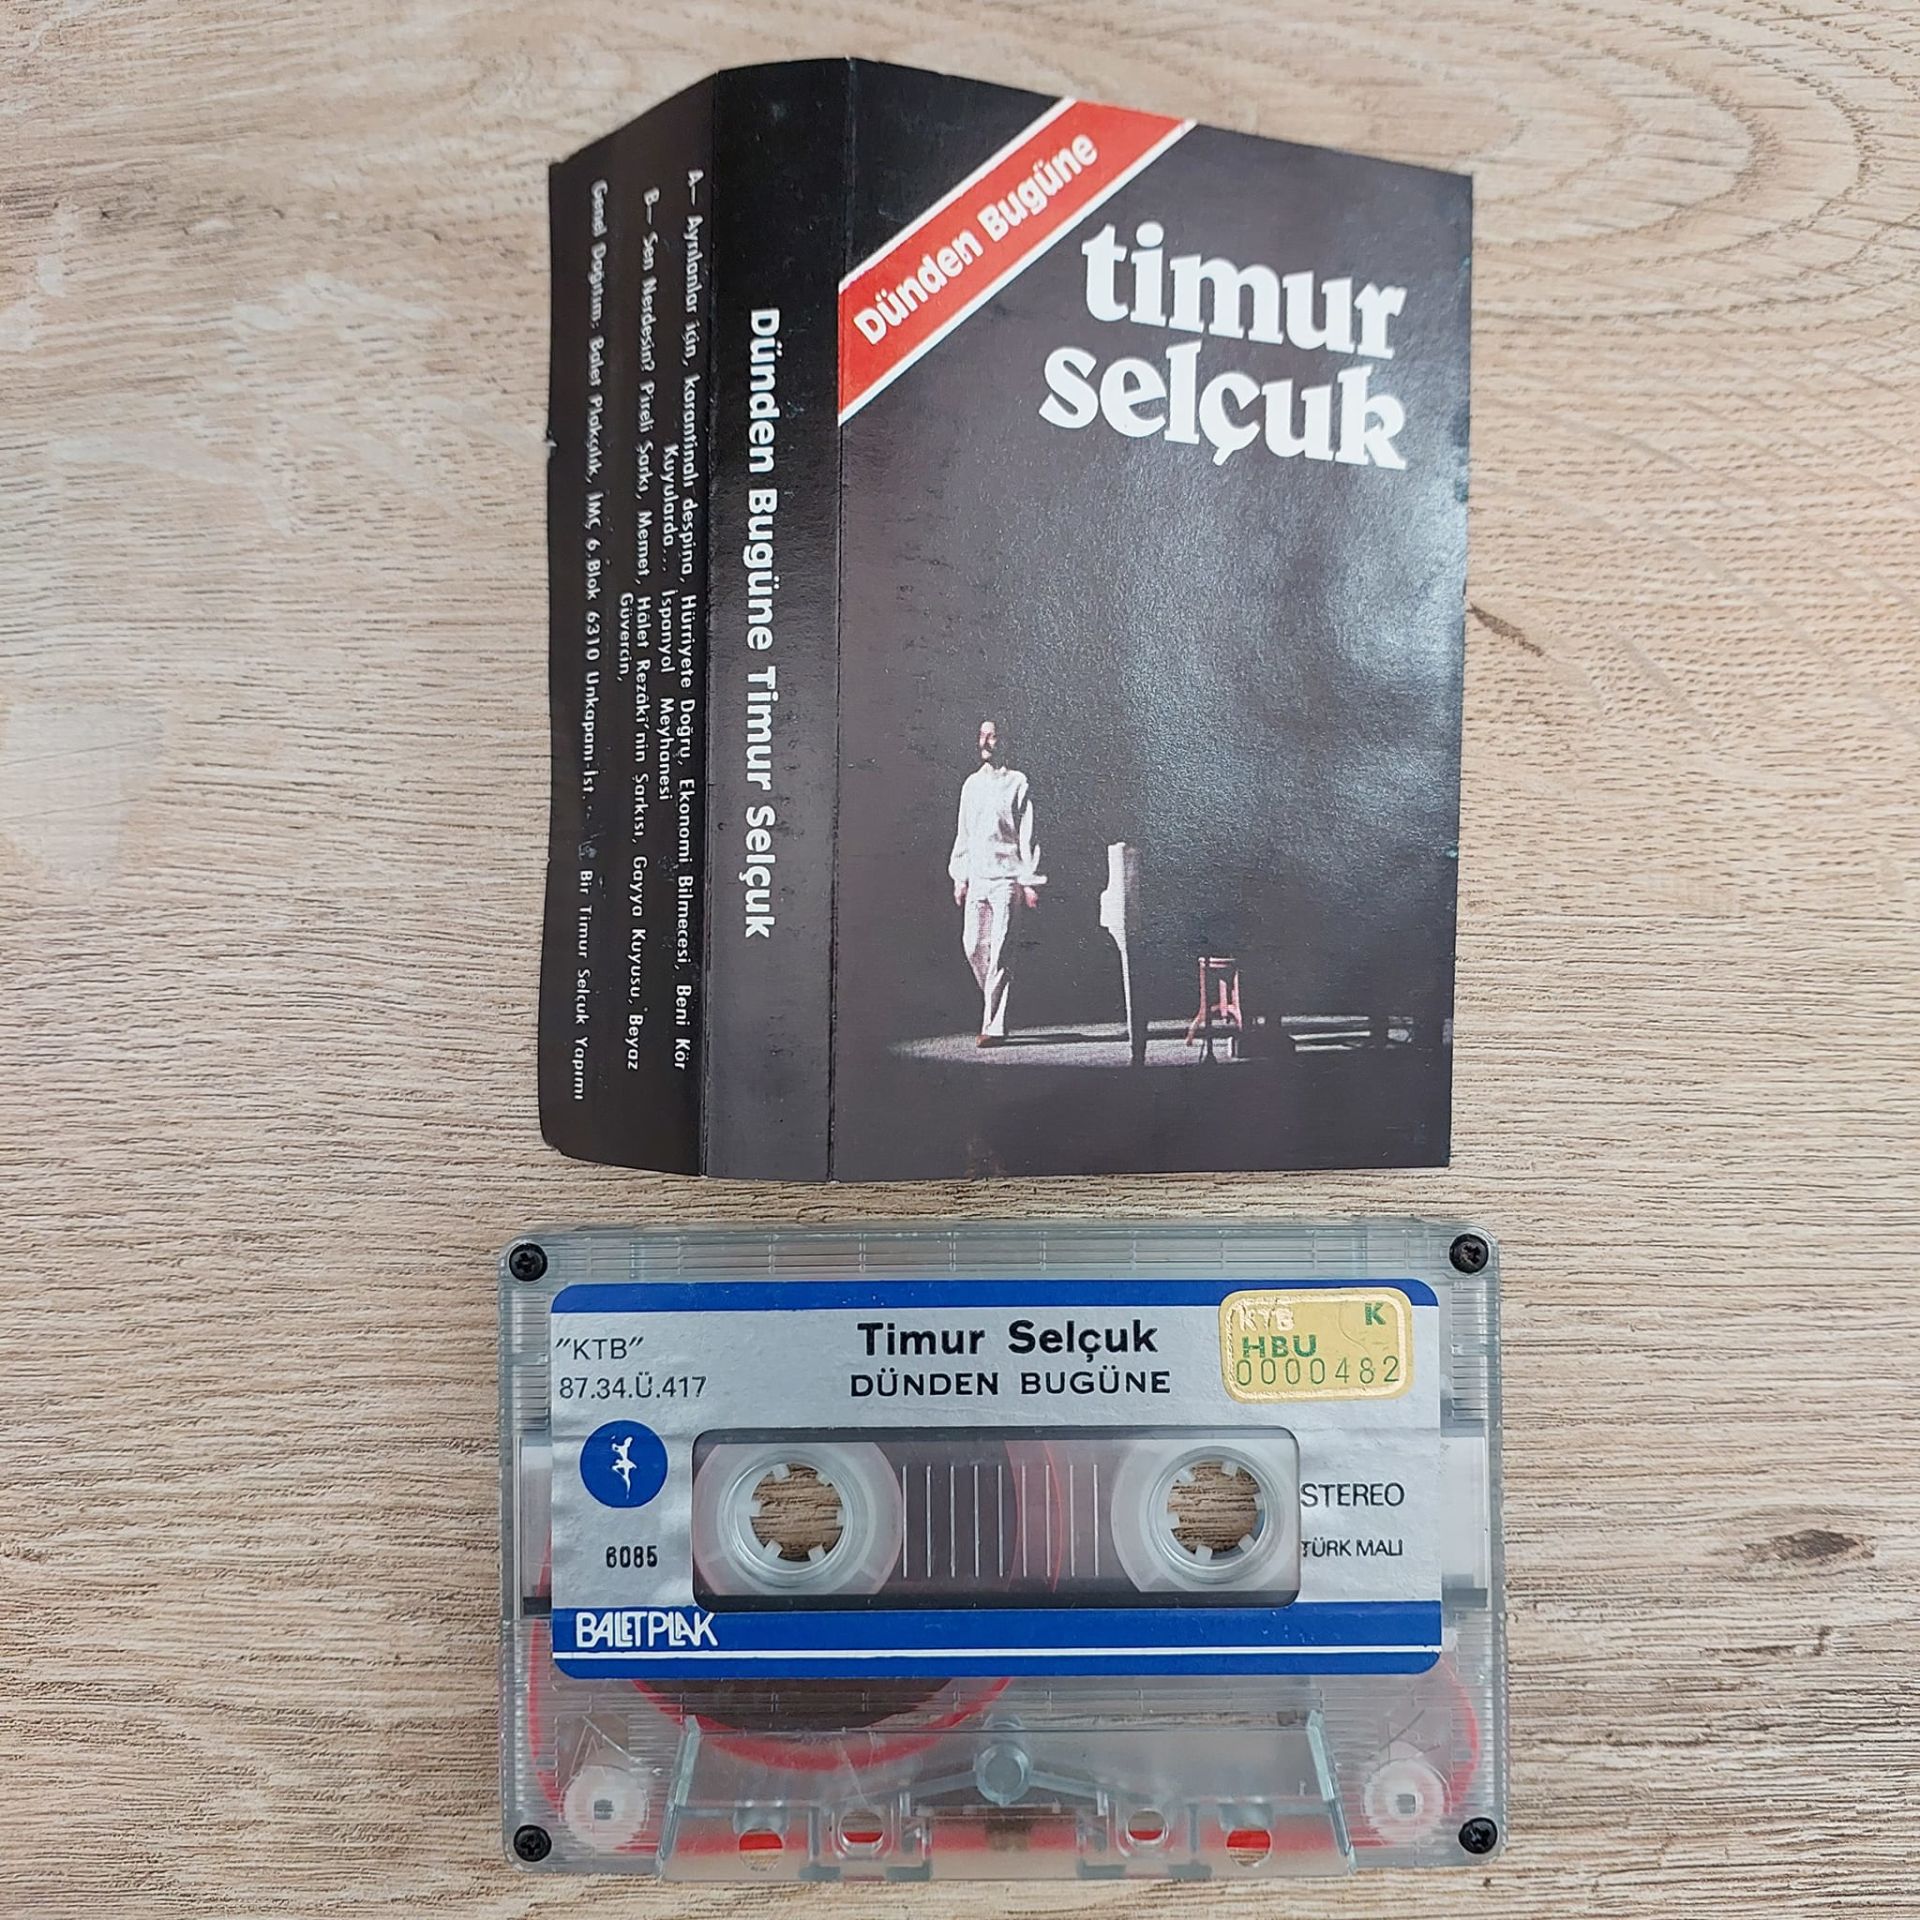 Dünden Bugüne
timur
selçuk
Dünden Bugüne Timur Selçuk
A— Ayrılanlar için, karantinalı despina, Hürriyete Doğru, Ekonomi Bilmecesi, Beni Kör
Kuyularda... İspanyol Meyhanesi
B— Sen Nerdesin? Pireli Şarkı, Memet, Hâlet Rezâki'nin Şarkısı, Gayya Kuyusu, Beyaz
Güvercin,
Genel Dağıtım: Balet Plakçılık, İMÇ 6.Blok 6310 Unkapanı-İst. Bir Timur Selçuk Yapımı
"KTB"
87.34.Ü.417
Timur Selçuk
DÜNDEN BUGÜNE
KTB K
HBU
0000482
6085
STEREO
TÜRK MALI
BALET PLAK